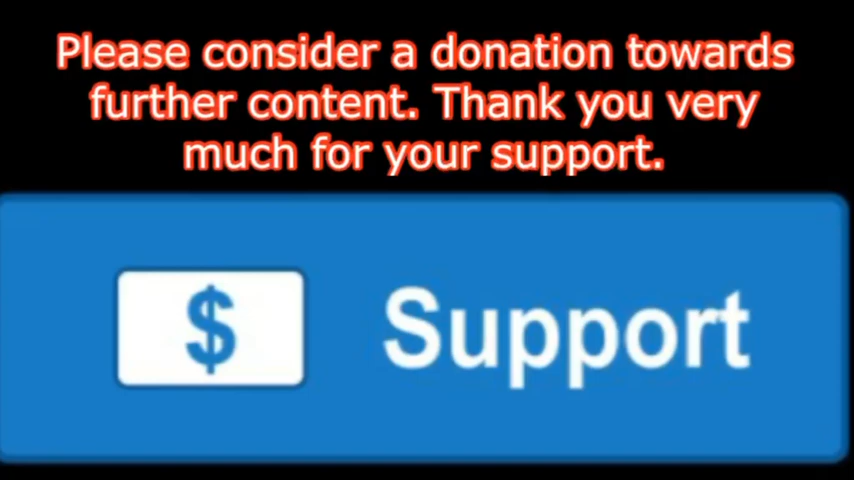 Please consider a donation towards
further content. Thank you very
much for your support.
$ Support